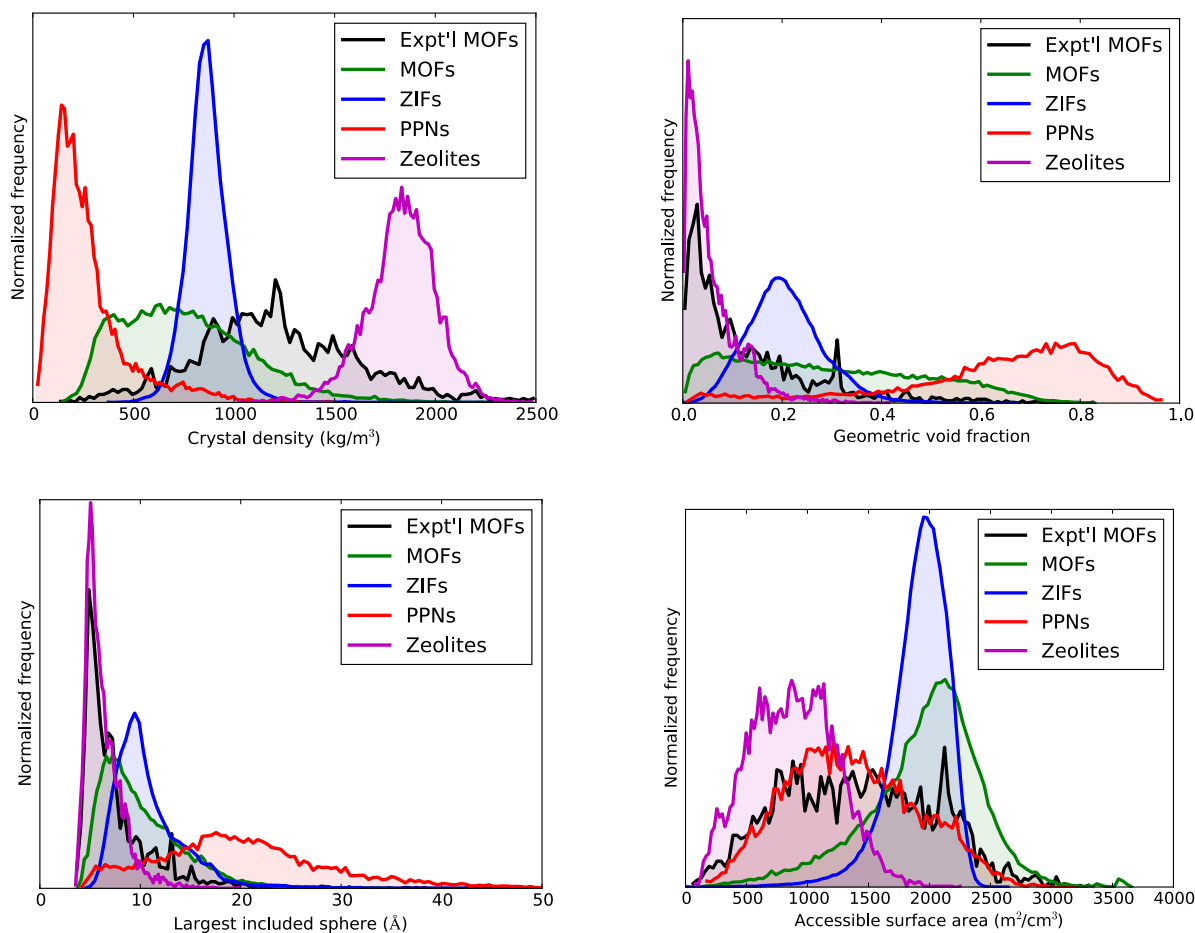 Normalized frequency
Expt'l MOFs
MOFs
ZIFs
PPNs
Zeolites
0 500 1000 1500 2000 2500
Crystal density (kg/m³)
Normalized frequency
Expt'l MOFs
MOFs
ZIFs
PPNs
Zeolites
0.0 0.2 0.4 0.6 0.8 1.0
Geometric void fraction
Normalized frequency
Expt'l MOFs
MOFs
ZIFs
PPNs
Zeolites
0 10 20 30 40 50
Largest included sphere (Å)
Normalized frequency
Expt'l MOFs
MOFs
ZIFs
PPNs
Zeolites
0 500 1000 1500 2000 2500 3000 3500 4000
Accessible surface area (m²/cm³)